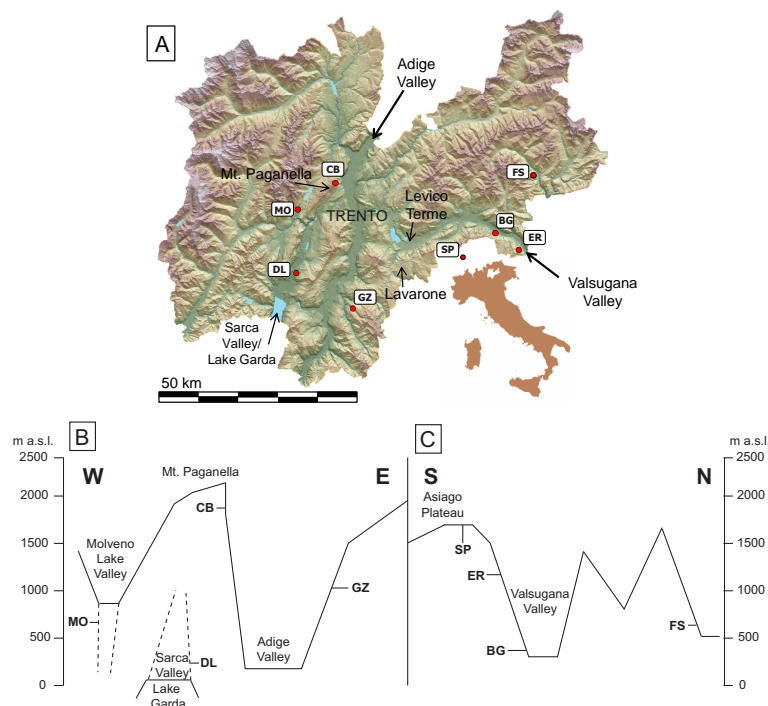 A
Adige
Valley
CB
Mt. Paganella
FS
MO
TRENTO
Levico
Terme
BG
ER
SP
DL
Valsugana
Valley
Lavarone
GZ
Sarca
Valley/
Lake Garda
50 km
B
C
m a.s.l.
m a.s.l.
2500
2000
1500
1000
500
0
W
Mt. Paganella
E
CB
Molveno
Lake
Valley
GZ
MO
Sarca
Valley
DL
Adige
Valley
Lake
Garda
S
N
Asiago
Plateau
SP
ER
Valsugana
Valley
FS
BG
2500
2000
1500
1000
500
0